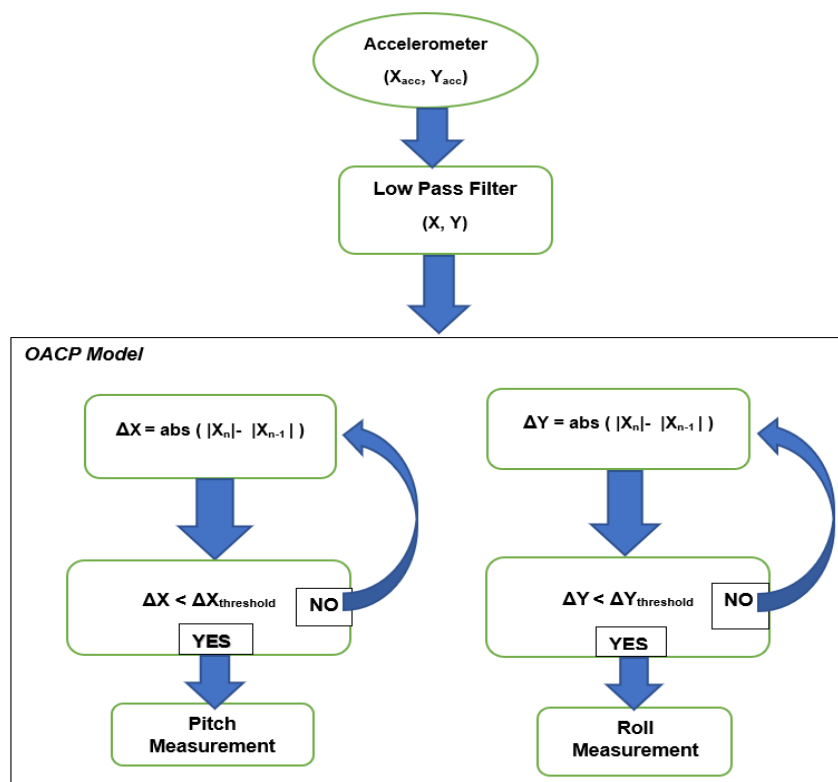 Accelerometer
(Xacc, Yacc)
Low Pass Filter
(X, Y)
OACP Model
ΔX = abs ( |Xn|- |Xn-1| )
ΔX < ΔXthreshold
NO
YES
Pitch
Measurement
ΔY = abs ( |Xn|- |Xn-1| )
ΔY < ΔYthreshold
NO
YES
Roll
Measurement